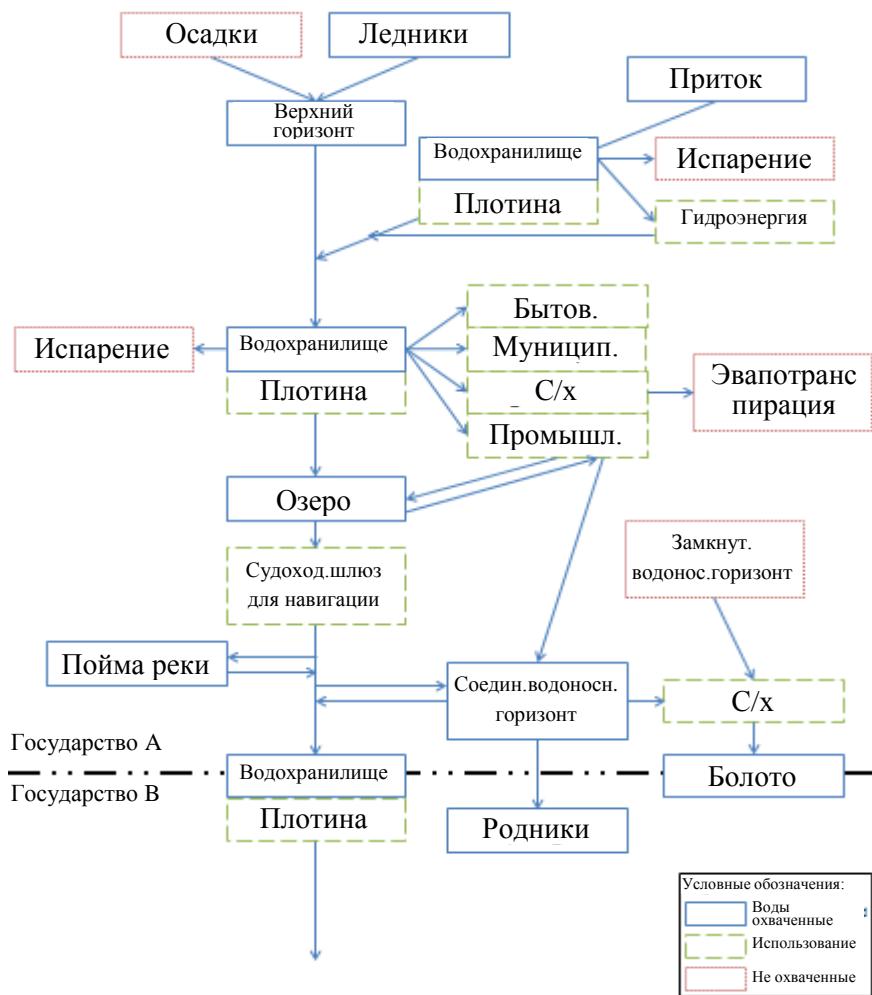 Осадки
Ледники
Приток
Верхний
горизонт
Водохранилище
Испарение
Плотина
Гидроэнергия
Бытов.
Испарение
Водохранилище
Муницип.
Плотина
С/х
Эвапотранс
пирация
Промышл.
Озеро
Судоход.шлюз
для навигации
Замкнут.
водонос.горизонт
Пойма реки
Соедин.водоносн.
горизонт
С/х
Государство А
Водохранилище
Болото
Государство В
Плотина
Родники
Условные обозначения:
Воды
охваченные
Использование
Не охваченные